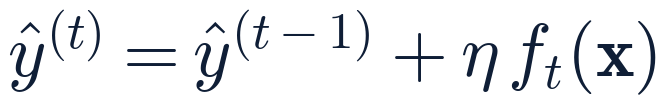 ŷ^(t) = ŷ^(t − 1) + η f_t(𝐱)